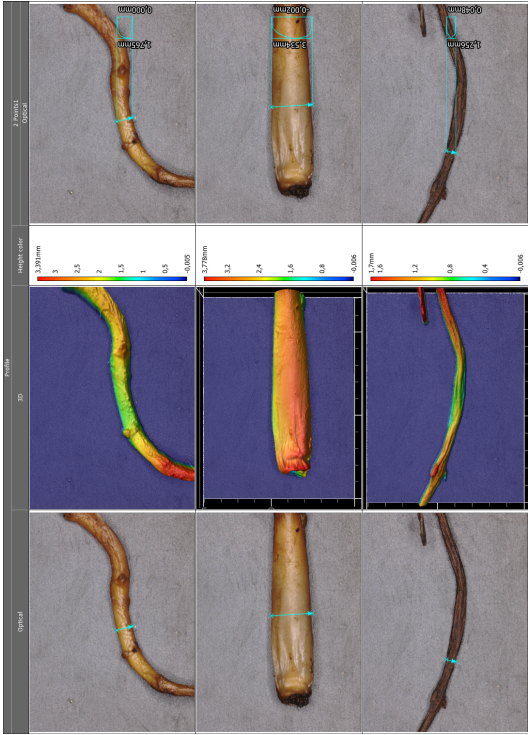 Profile
Optical
3D
Height color
2 Points1
Optical
3,391mm
3
2,5
2
1,5
1
0,5
-0,005
0,080mm
1,765mm
3,778mm
3,2
2,4
1,6
0,8
-0,006
-0,002mm
3,534mm
1,7mm
1,6
1,2
0,8
0,4
-0,006
0,048mm
1,256mm